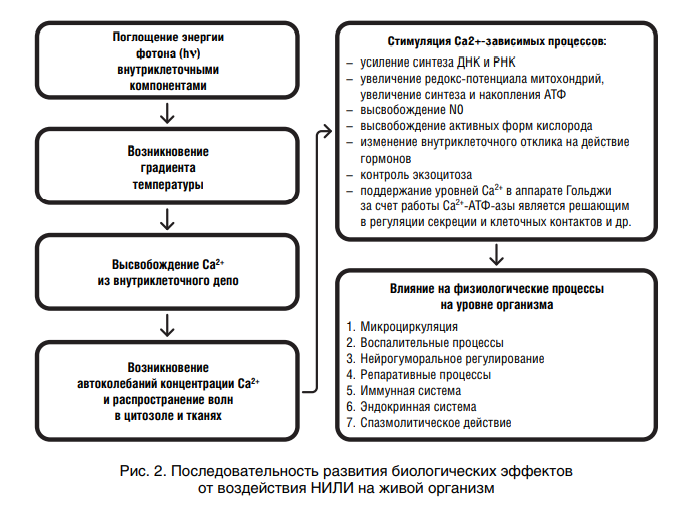 Поглощение энергии
фотона (hν)
внутриклеточными
компонентами
Возникновение
градиента
температуры
Высвобождение Ca²⁺
из внутриклеточного депо
Возникновение
автоколебаний концентрации Ca²⁺
и распространение волн
в цитозоле и тканях
Стимуляция Ca2+-зависимых процессов:
– усиление синтеза ДНК и РНК
– увеличение редокс-потенциала митохондрий,
увеличение синтеза и накопления АТФ
– высвобождение N0
– высвобождение активных форм кислорода
– изменение внутриклеточного отклика на действие
гормонов
– контроль экзоцитоза
– поддержание уровней Ca²⁺ в аппарате Гольджи
за счет работы Ca²⁺-АТФ-азы является решающим
в регуляции секреции и клеточных контактов и др.
Влияние на физиологические процессы
на уровне организма
1. Микроциркуляция
2. Воспалительные процессы
3. Нейрогуморальное регулирование
4. Репаративные процессы
5. Иммунная система
6. Эндокринная система
7. Спазмолитическое действие
Рис. 2. Последовательность развития биологических эффектов
от воздействия НИЛИ на живой организм